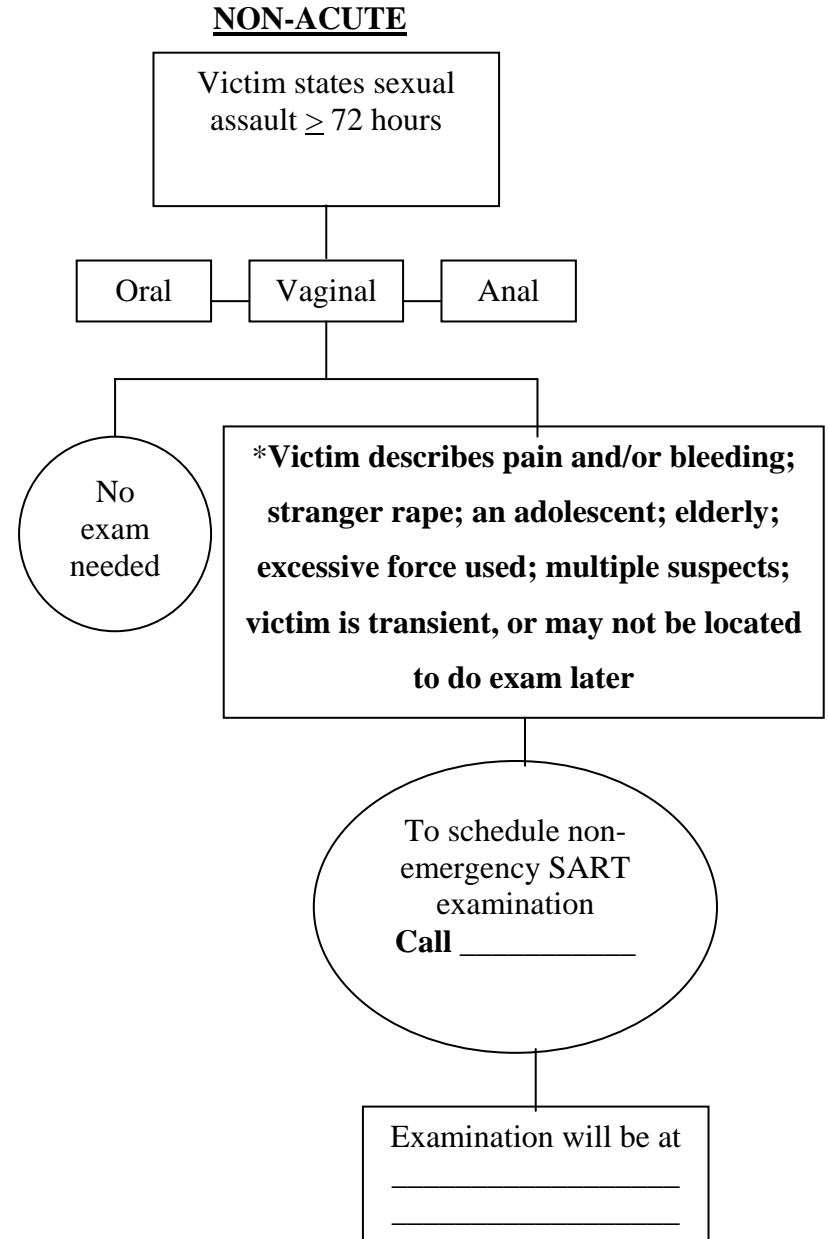 NON-ACUTE
Victim states sexual
assault ≥ 72 hours
Oral
Vaginal
Anal
No
exam
needed
*Victim describes pain and/or bleeding;
stranger rape; an adolescent; elderly;
excessive force used; multiple suspects;
victim is transient, or may not be located
to do exam later
To schedule non-
emergency SART
examination
Call ___________
Examination will be at
__________________
__________________